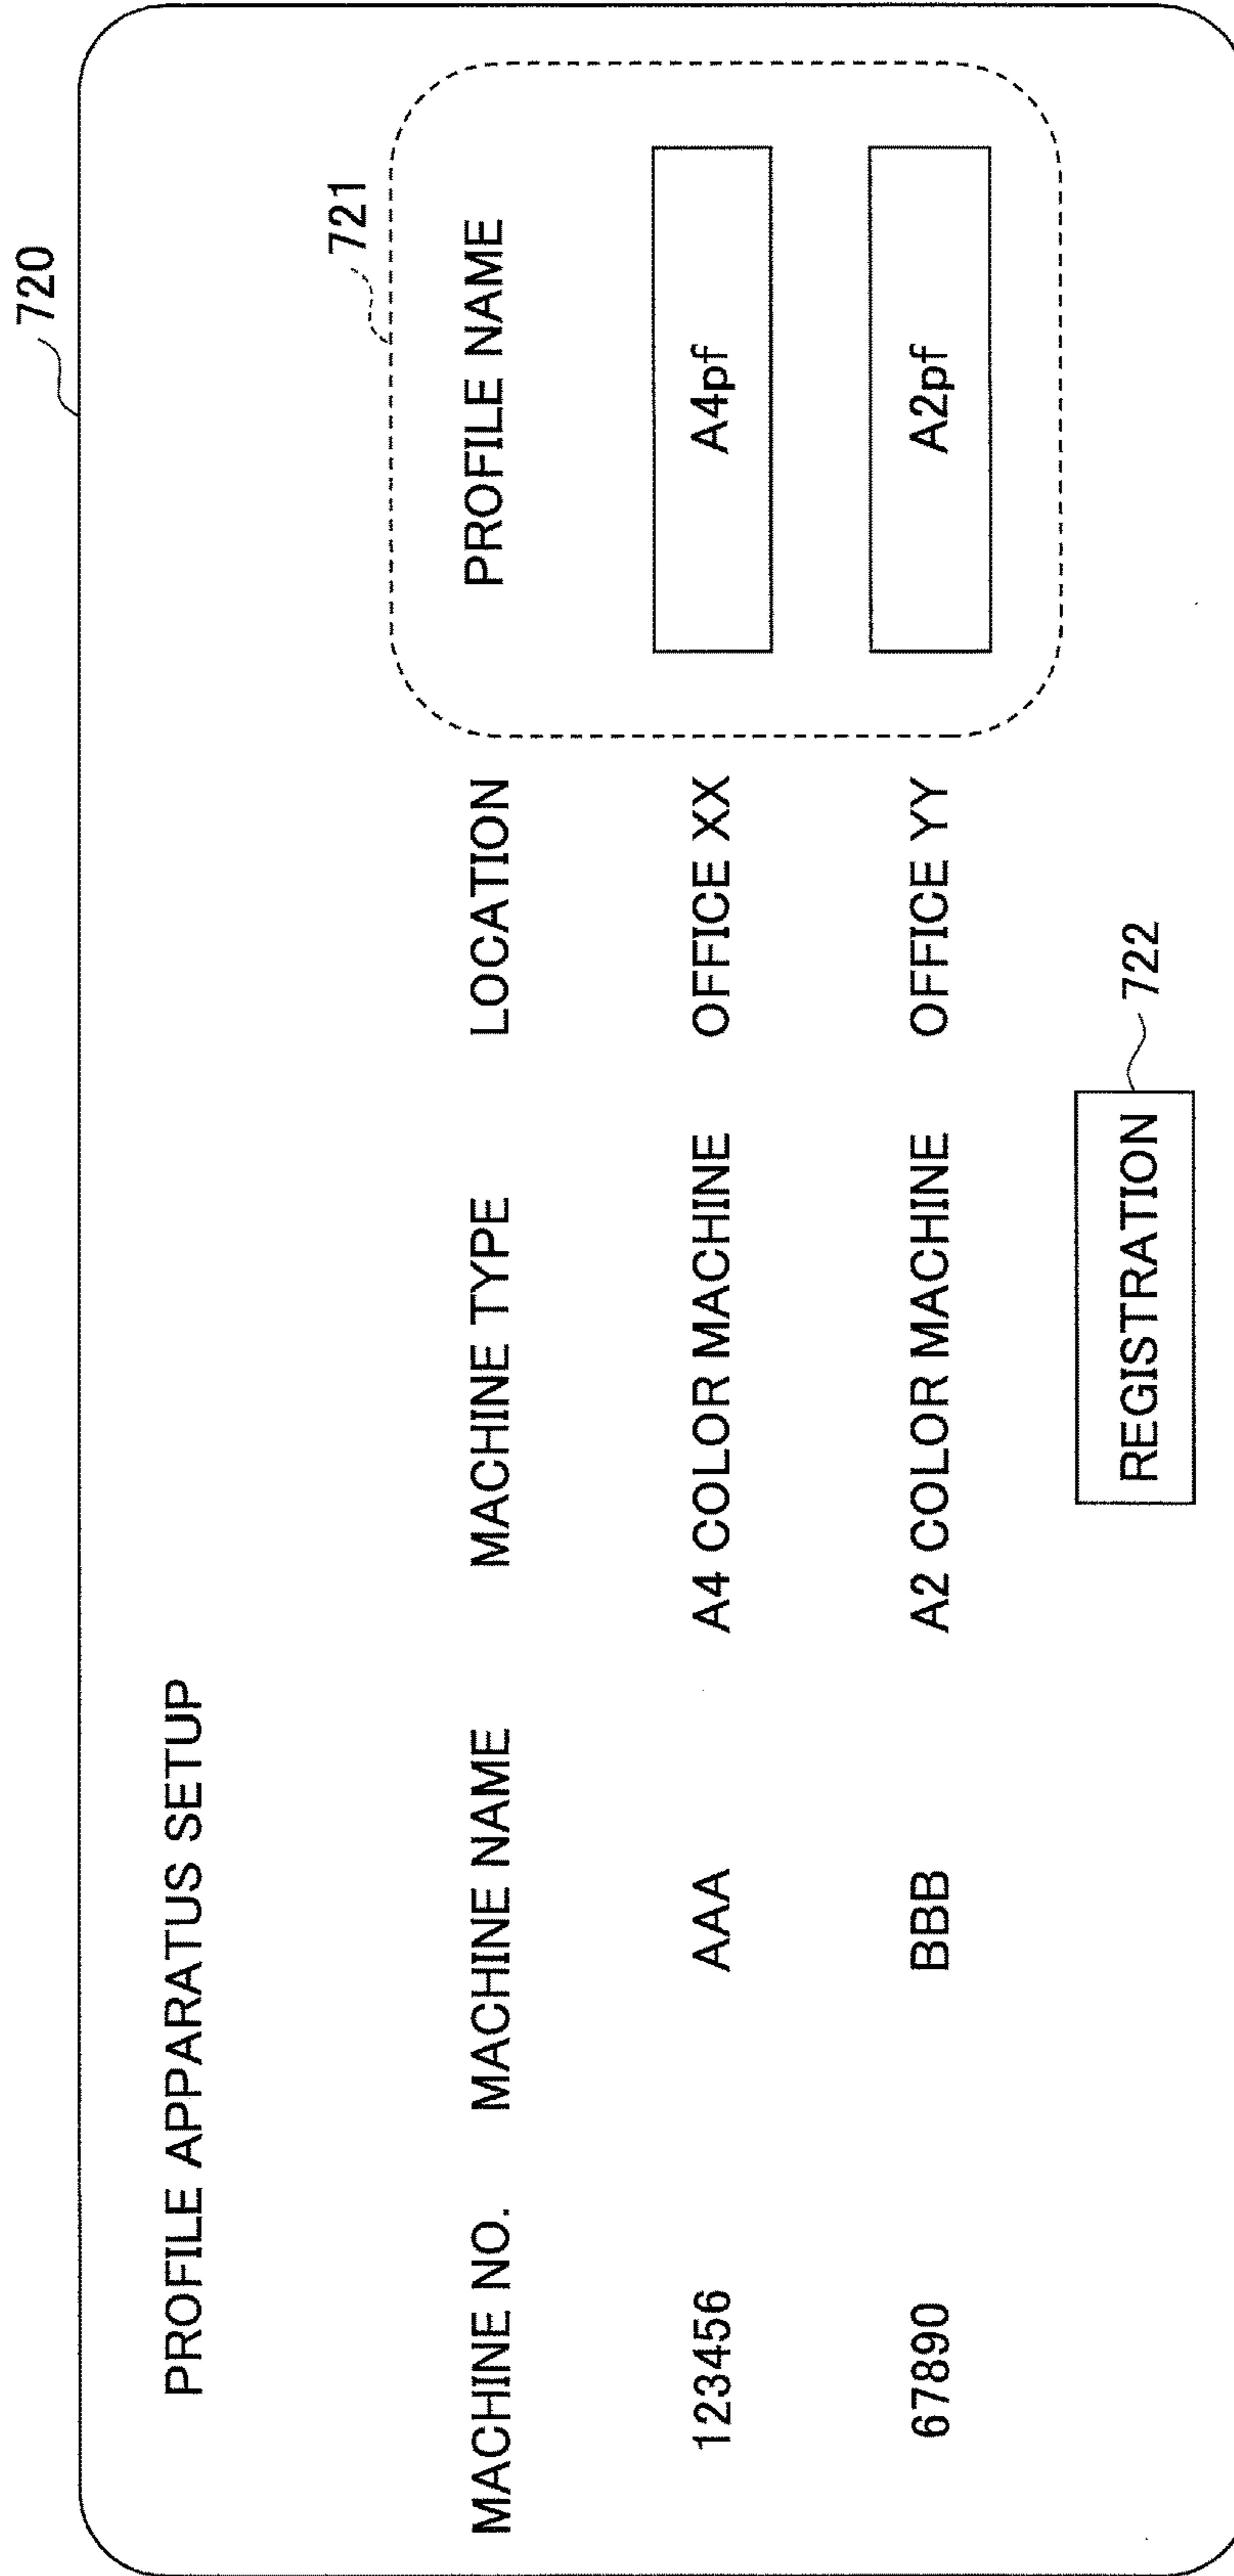 720
PROFILE APPARATUS SETUP
721
MACHINE NO. MACHINE NAME MACHINE TYPE LOCATION PROFILE NAME
123456 AAA A4 COLOR MACHINE OFFICE XX A4pf
67890 BBB A2 COLOR MACHINE OFFICE YY A2pf
REGISTRATION 722